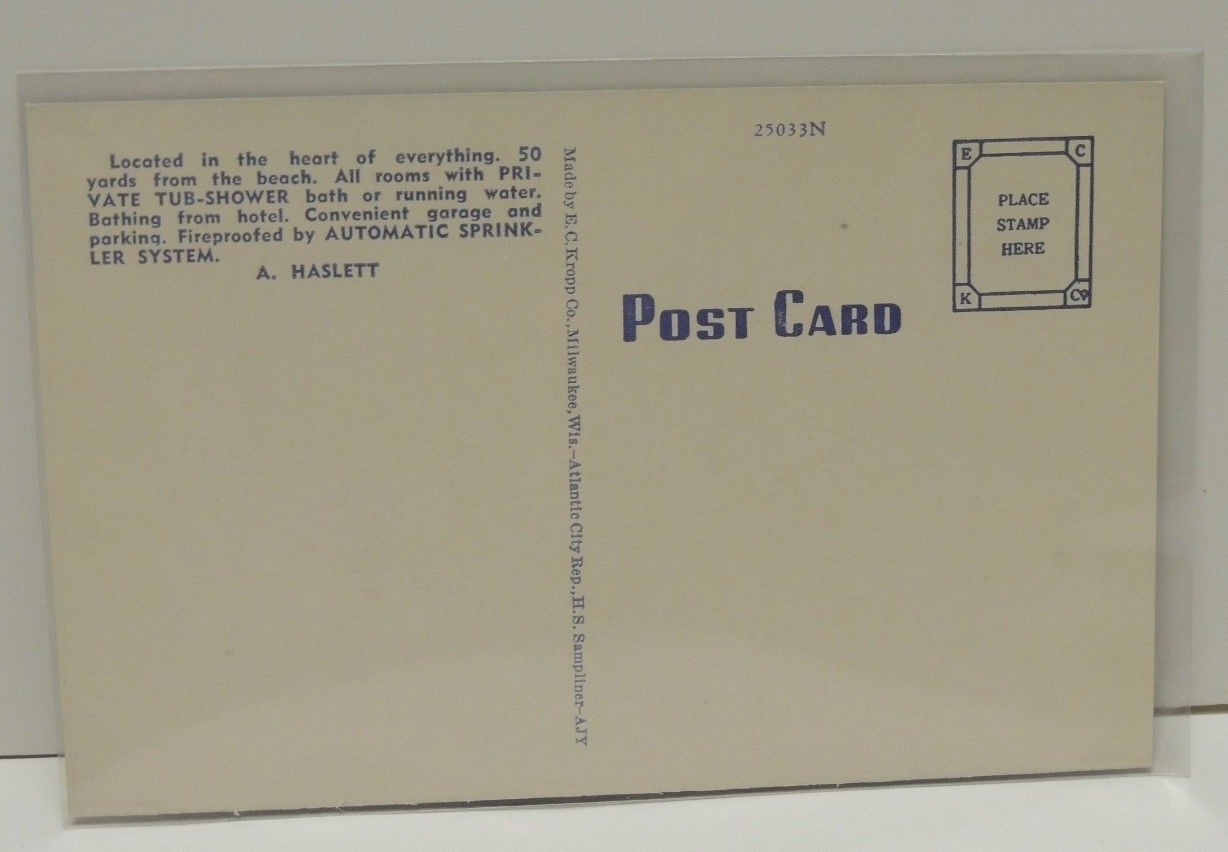 Located in the heart of everything. 50
yards from the beach. All rooms with PRI-
VATE TUB-SHOWER bath or running water.
Bathing from hotel. Convenient garage and
parking. Fireproofed by AUTOMATIC SPRINK-
LER SYSTEM.
A. HASLETT
Made by E. C. Kropp Co., Milwaukee, Wis.—Atlantic City Rep., H. S. Sampliner—AJY
25033N
POST CARD
E C
PLACE
STAMP
HERE
K Co